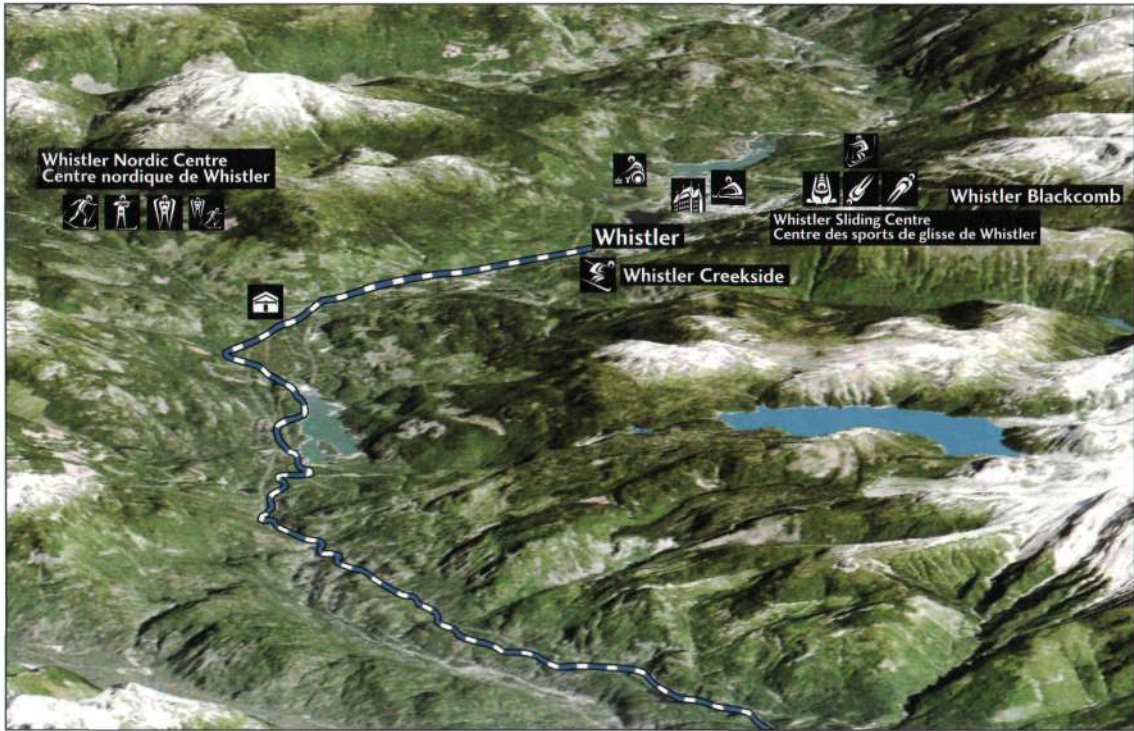 Whistler Nordic Centre
Centre nordique de Whistler
Whistler Blackcomb
Whistler Sliding Centre
Centre des sports de glisse de Whistler
Whistler
Whistler Creekside